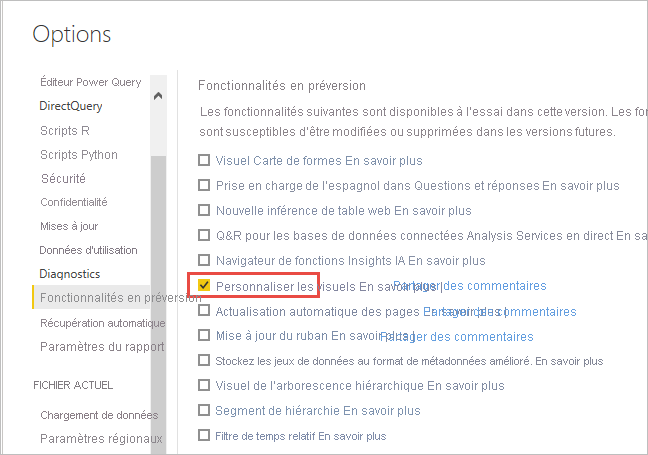 Options
Éditeur Power Query
DirectQuery
Scripts R
Scripts Python
Sécurité
Confidentialité
Mises à jour
Données d'utilisation
Diagnostics
Fonctionnalités en préversion
Récupération automatique
Paramètres du rapport
FICHIER ACTUEL
Chargement de données
Paramètres régionaux
Fonctionnalités en préversion
Les fonctionnalités suivantes sont disponibles à l'essai dans cette version. Les fo
sont susceptibles d'être modifiées ou supprimées dans les versions futures.
Visuel Carte de formes En savoir plus
Prise en charge de l'espagnol dans Questions et réponses En savoir plus
Nouvelle inférence de table web En savoir plus
Q&R pour les bases de données connectées Analysis Services en direct En sa
Navigateur de fonctions Insights IA En savoir plus
Personnaliser les visuels En savoir plus | Partager des commentaires
Actualisation automatique des pages En savoir plus | Partager des commentaires
Mise à jour du ruban En savoir plus | Partager des commentaires
Stockez les jeux de données au format de métadonnées amélioré. En savoir plus
Visuel de l'arborescence hiérarchique En savoir plus
Segment de hiérarchie En savoir plus
Filtre de temps relatif En savoir plus